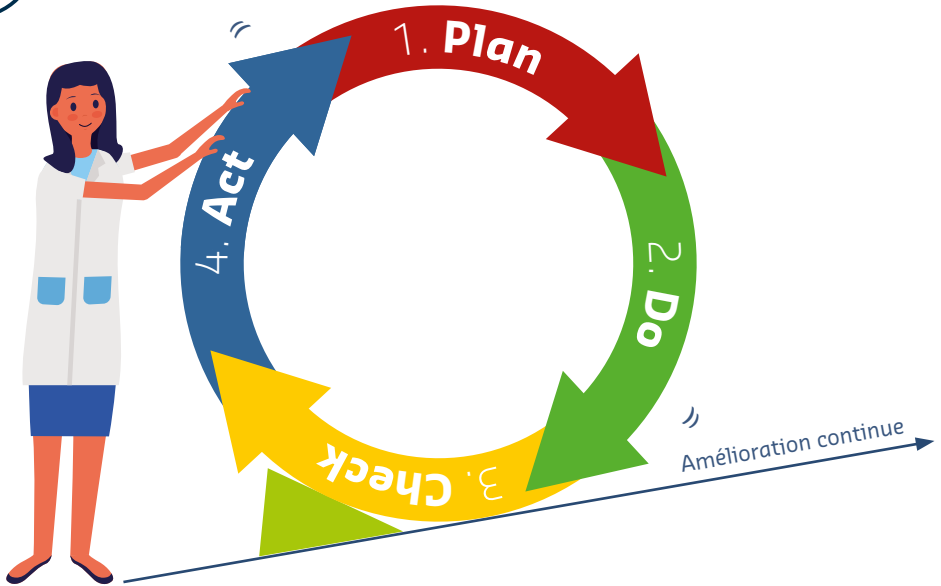 1. Plan
2. Do
3. Check
4. Act
Amélioration continue